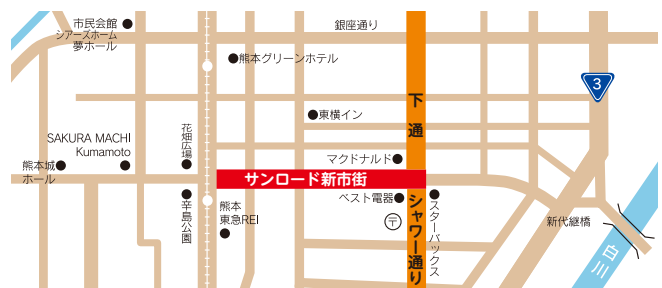 市民会館
シアーズホーム
夢ホール
銀座通り
熊本グリーンホテル
3
下通
東横イン
花畑広場
SAKURA MACHI
Kumamoto
マクドナルド
熊本城
ホール
サンロード新市街
辛島公園
熊本
東急REI
ベスト電器
〒
シャワー通り
スターバックス
新代継橋
白川